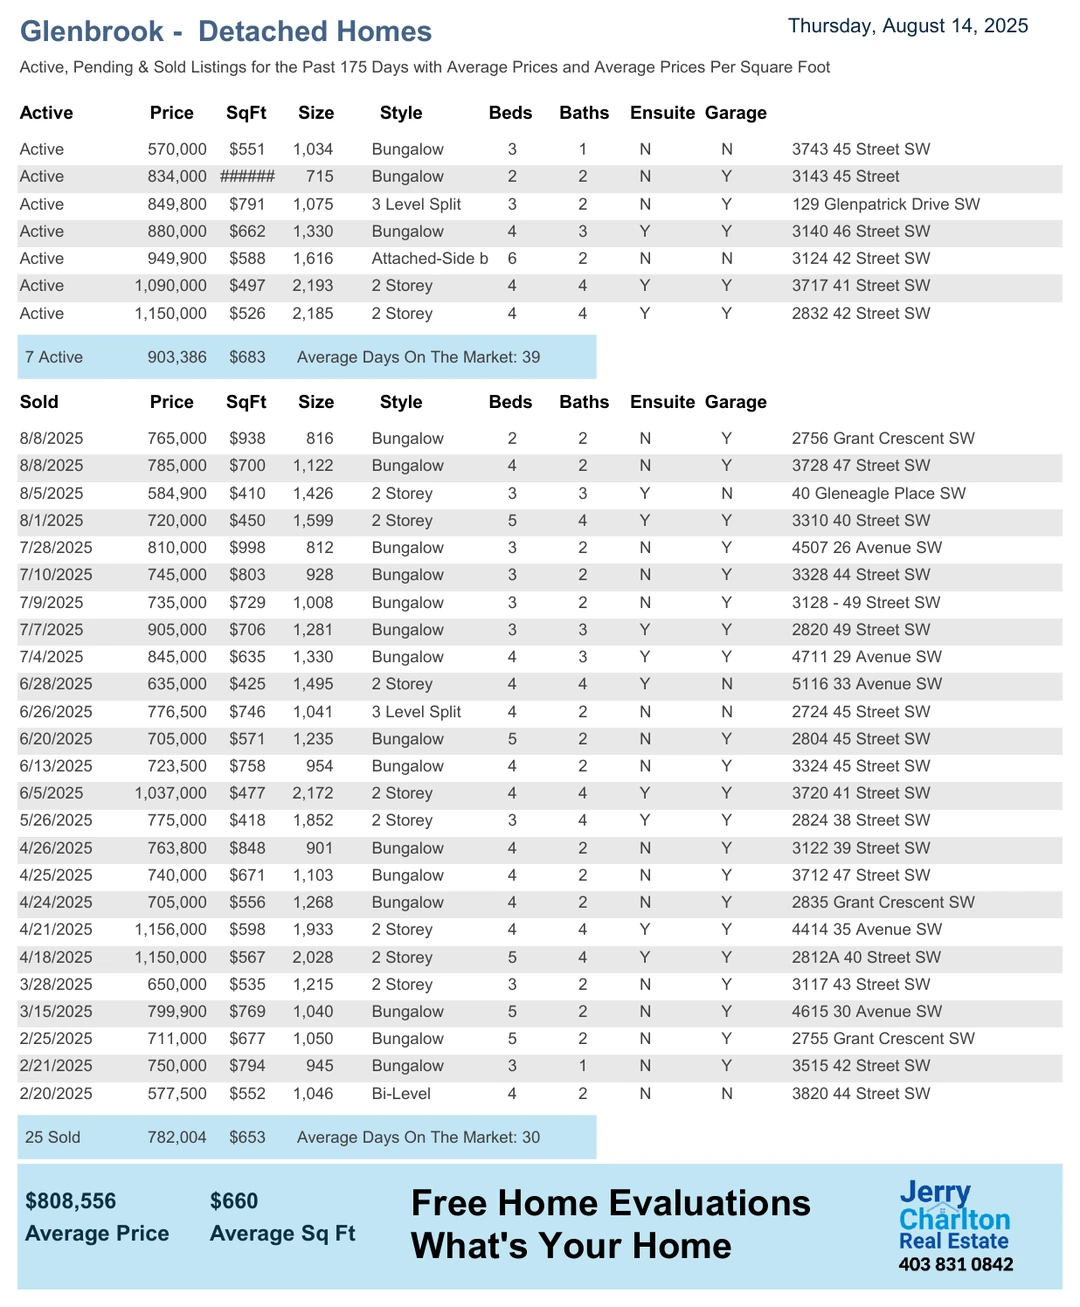 Glenbrook - Detached Homes
Thursday, August 14, 2025
Active, Pending & Sold Listings for the Past 175 Days with Average Prices and Average Prices Per Square Foot
Active Price SqFt Size Style Beds Baths Ensuite Garage
Active 570,000 $551 1,034 Bungalow 3 1 N N 3743 45 Street SW
Active 834,000 ###### 715 Bungalow 2 2 N Y 3143 45 Street
Active 849,800 $791 1,075 3 Level Split 3 2 N Y 129 Glenpatrick Drive SW
Active 880,000 $662 1,330 Bungalow 4 3 Y Y 3140 46 Street SW
Active 949,900 $588 1,616 Attached-Side b 6 2 N N 3124 42 Street SW
Active 1,090,000 $497 2,193 2 Storey 4 4 Y Y 3717 41 Street SW
Active 1,150,000 $526 2,185 2 Storey 4 4 Y Y 2832 42 Street SW
7 Active 903,386 $683 Average Days On The Market: 39
Sold Price SqFt Size Style Beds Baths Ensuite Garage
8/8/2025 765,000 $938 816 Bungalow 2 2 N Y 2756 Grant Crescent SW
8/8/2025 785,000 $700 1,122 Bungalow 4 2 N Y 3728 47 Street SW
8/5/2025 584,900 $410 1,426 2 Storey 3 3 Y N 40 Gleneagle Place SW
8/1/2025 720,000 $450 1,599 2 Storey 5 4 Y Y 3310 40 Street SW
7/28/2025 810,000 $998 812 Bungalow 3 2 N Y 4507 26 Avenue SW
7/10/2025 745,000 $803 928 Bungalow 3 2 N Y 3328 44 Street SW
7/9/2025 735,000 $729 1,008 Bungalow 3 2 N Y 3128 - 49 Street SW
7/7/2025 905,000 $706 1,281 Bungalow 3 3 Y Y 2820 49 Street SW
7/4/2025 845,000 $635 1,330 Bungalow 4 3 Y Y 4711 29 Avenue SW
6/28/2025 635,000 $425 1,495 2 Storey 4 4 Y N 5116 33 Avenue SW
6/26/2025 776,500 $746 1,041 3 Level Split 4 2 N N 2724 45 Street SW
6/20/2025 705,000 $571 1,235 Bungalow 5 2 N Y 2804 45 Street SW
6/13/2025 723,500 $758 954 Bungalow 4 2 N Y 3324 45 Street SW
6/5/2025 1,037,000 $477 2,172 2 Storey 4 4 Y Y 3720 41 Street SW
5/26/2025 775,000 $418 1,852 2 Storey 3 4 Y Y 2824 38 Street SW
4/26/2025 763,800 $848 901 Bungalow 4 2 N Y 3122 39 Street SW
4/25/2025 740,000 $671 1,103 Bungalow 4 2 N Y 3712 47 Street SW
4/24/2025 705,000 $556 1,268 Bungalow 4 2 N Y 2835 Grant Crescent SW
4/21/2025 1,156,000 $598 1,933 2 Storey 4 4 Y Y 4414 35 Avenue SW
4/18/2025 1,150,000 $567 2,028 2 Storey 5 4 Y Y 2812A 40 Street SW
3/28/2025 650,000 $535 1,215 2 Storey 3 2 N Y 3117 43 Street SW
3/15/2025 799,900 $769 1,040 Bungalow 5 2 N Y 4615 30 Avenue SW
2/25/2025 711,000 $677 1,050 Bungalow 5 2 N Y 2755 Grant Crescent SW
2/21/2025 750,000 $794 945 Bungalow 3 1 N Y 3515 42 Street SW
2/20/2025 577,500 $552 1,046 Bi-Level 4 2 N N 3820 44 Street SW
25 Sold 782,004 $653 Average Days On The Market: 30
$808,556 $660
Average Price Average Sq Ft
Free Home Evaluations
What's Your Home
Jerry
Charlton
Real Estate
403 831 0842